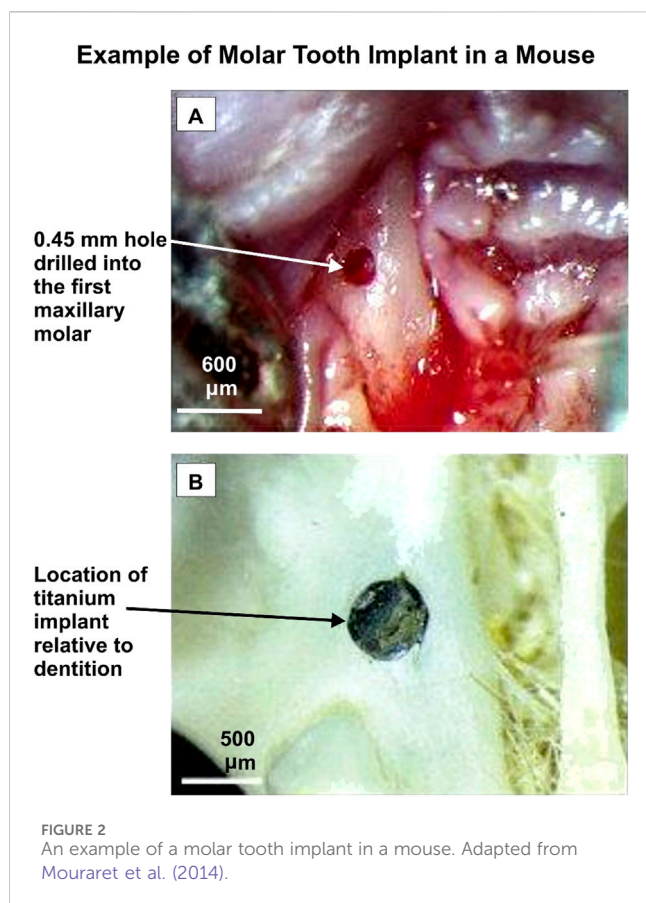 Example of Molar Tooth Implant in a Mouse
A
0.45 mm hole
drilled into
the first
maxillary
molar
600
µm
B
Location of
titanium
implant
relative to
dentition
500
µm
FIGURE 2
An example of a molar tooth implant in a mouse. Adapted from
Mouraret et al. (2014).